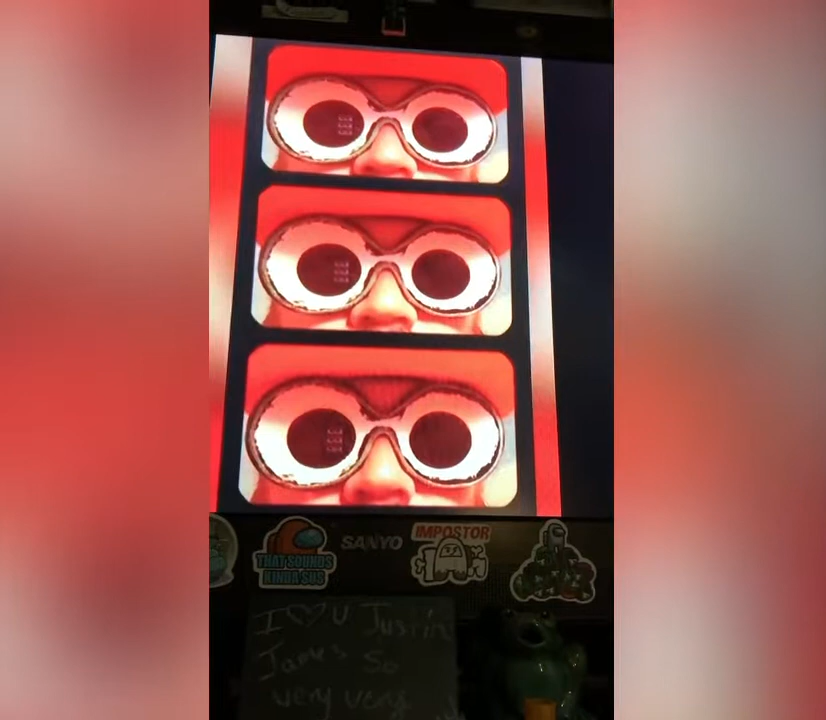 THAT SOUNDS
KINDA SUS
SANYO
IMPOSTOR
I ♡ U Justin
James So
very very